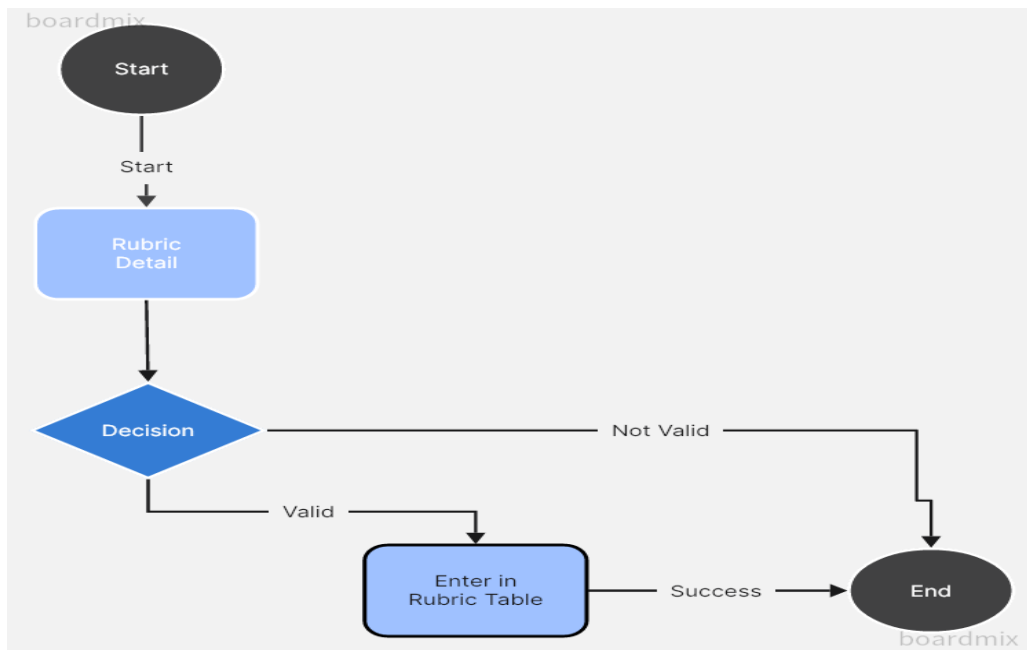 boardmix
Start
Start
Rubric
Detail
Decision
Not Valid
Valid
Enter in
Rubric Table
Success
End
boardmix